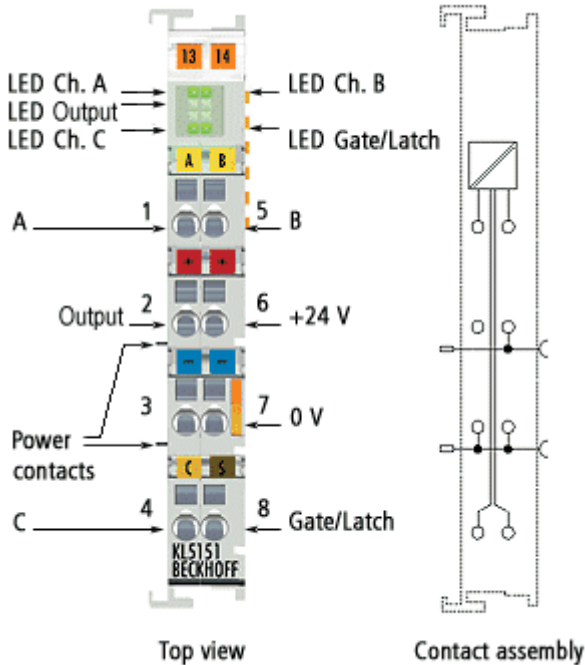 13 14
LED Ch. A
LED Output
LED Ch. C
LED Ch. B
LED Gate/Latch
A B
A 1 5 B
+ +
Output 2 6 +24 V
- -
3 7 0 V
Power
contacts
C S
C 4 8 Gate/Latch
KL5151
BECKHOFF
Top view
Contact assembly